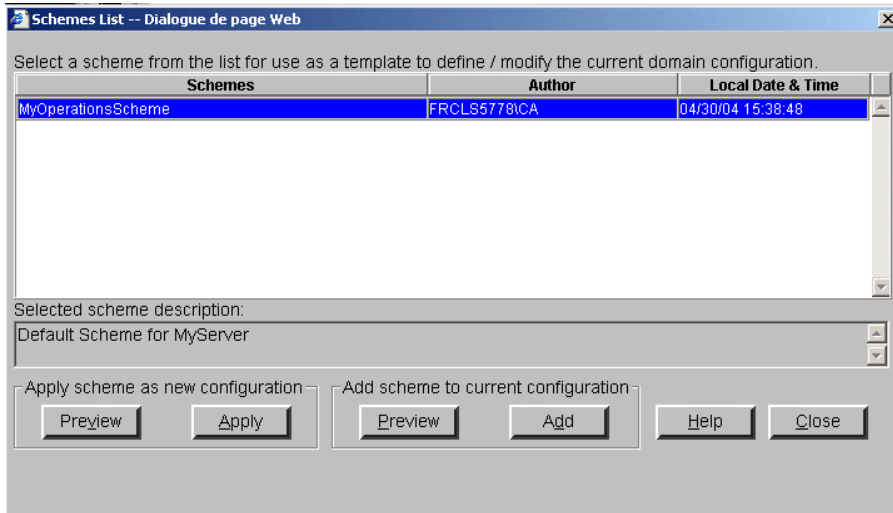 Schemes List -- Dialogue de page Web
Select a scheme from the list for use as a template to define / modify the current domain configuration.
Schemes Author Local Date & Time
MyOperationsScheme FRCLS5778\CA 04/30/04 15:38:48
Selected scheme description:
Default Scheme for MyServer
Apply scheme as new configuration Add scheme to current configuration
Preview Apply Preview Add Help Close